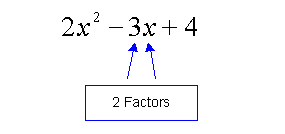 2x² − 3x + 4
2 Factors